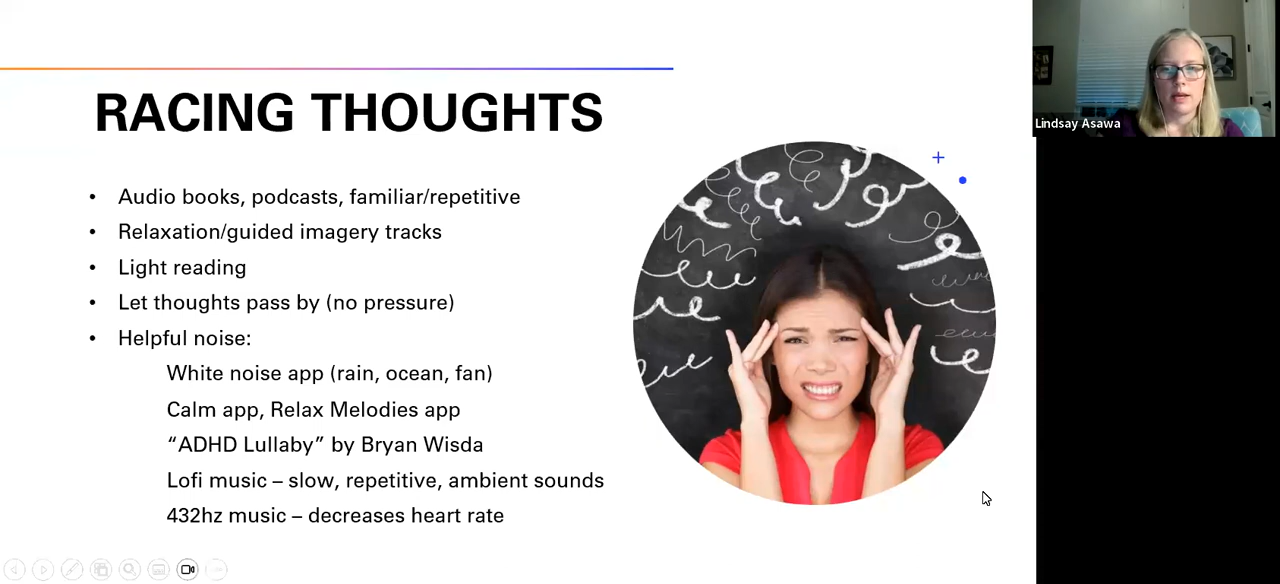 RACING THOUGHTS
• Audio books, podcasts, familiar/repetitive
• Relaxation/guided imagery tracks
• Light reading
• Let thoughts pass by (no pressure)
• Helpful noise:
White noise app (rain, ocean, fan)
Calm app, Relax Melodies app
“ADHD Lullaby” by Bryan Wisda
Lofi music – slow, repetitive, ambient sounds
432hz music – decreases heart rate
Lindsay Asawa